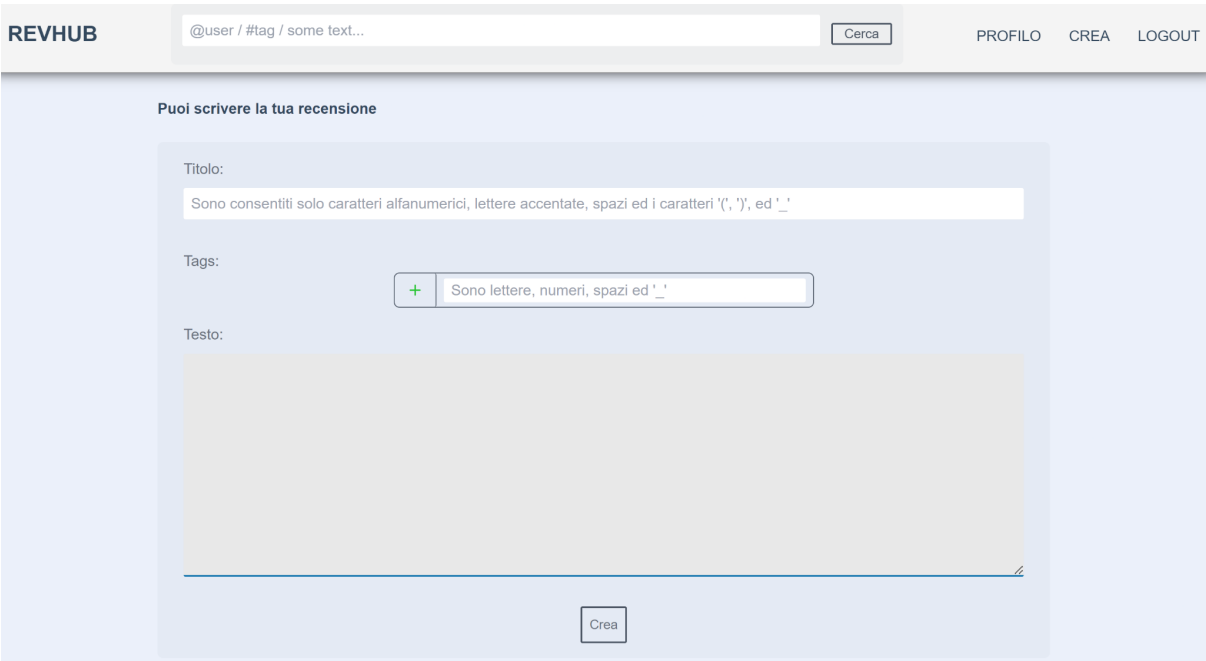 REVHUB
@user / #tag / some text...
Cerca
PROFILO CREA LOGOUT
Puoi scrivere la tua recensione
Titolo:
Sono consentiti solo caratteri alfanumerici, lettere accentate, spazi ed i caratteri '(', ')', ed '_'
Tags:
+ Sono lettere, numeri, spazi ed '_'
Testo:
Crea